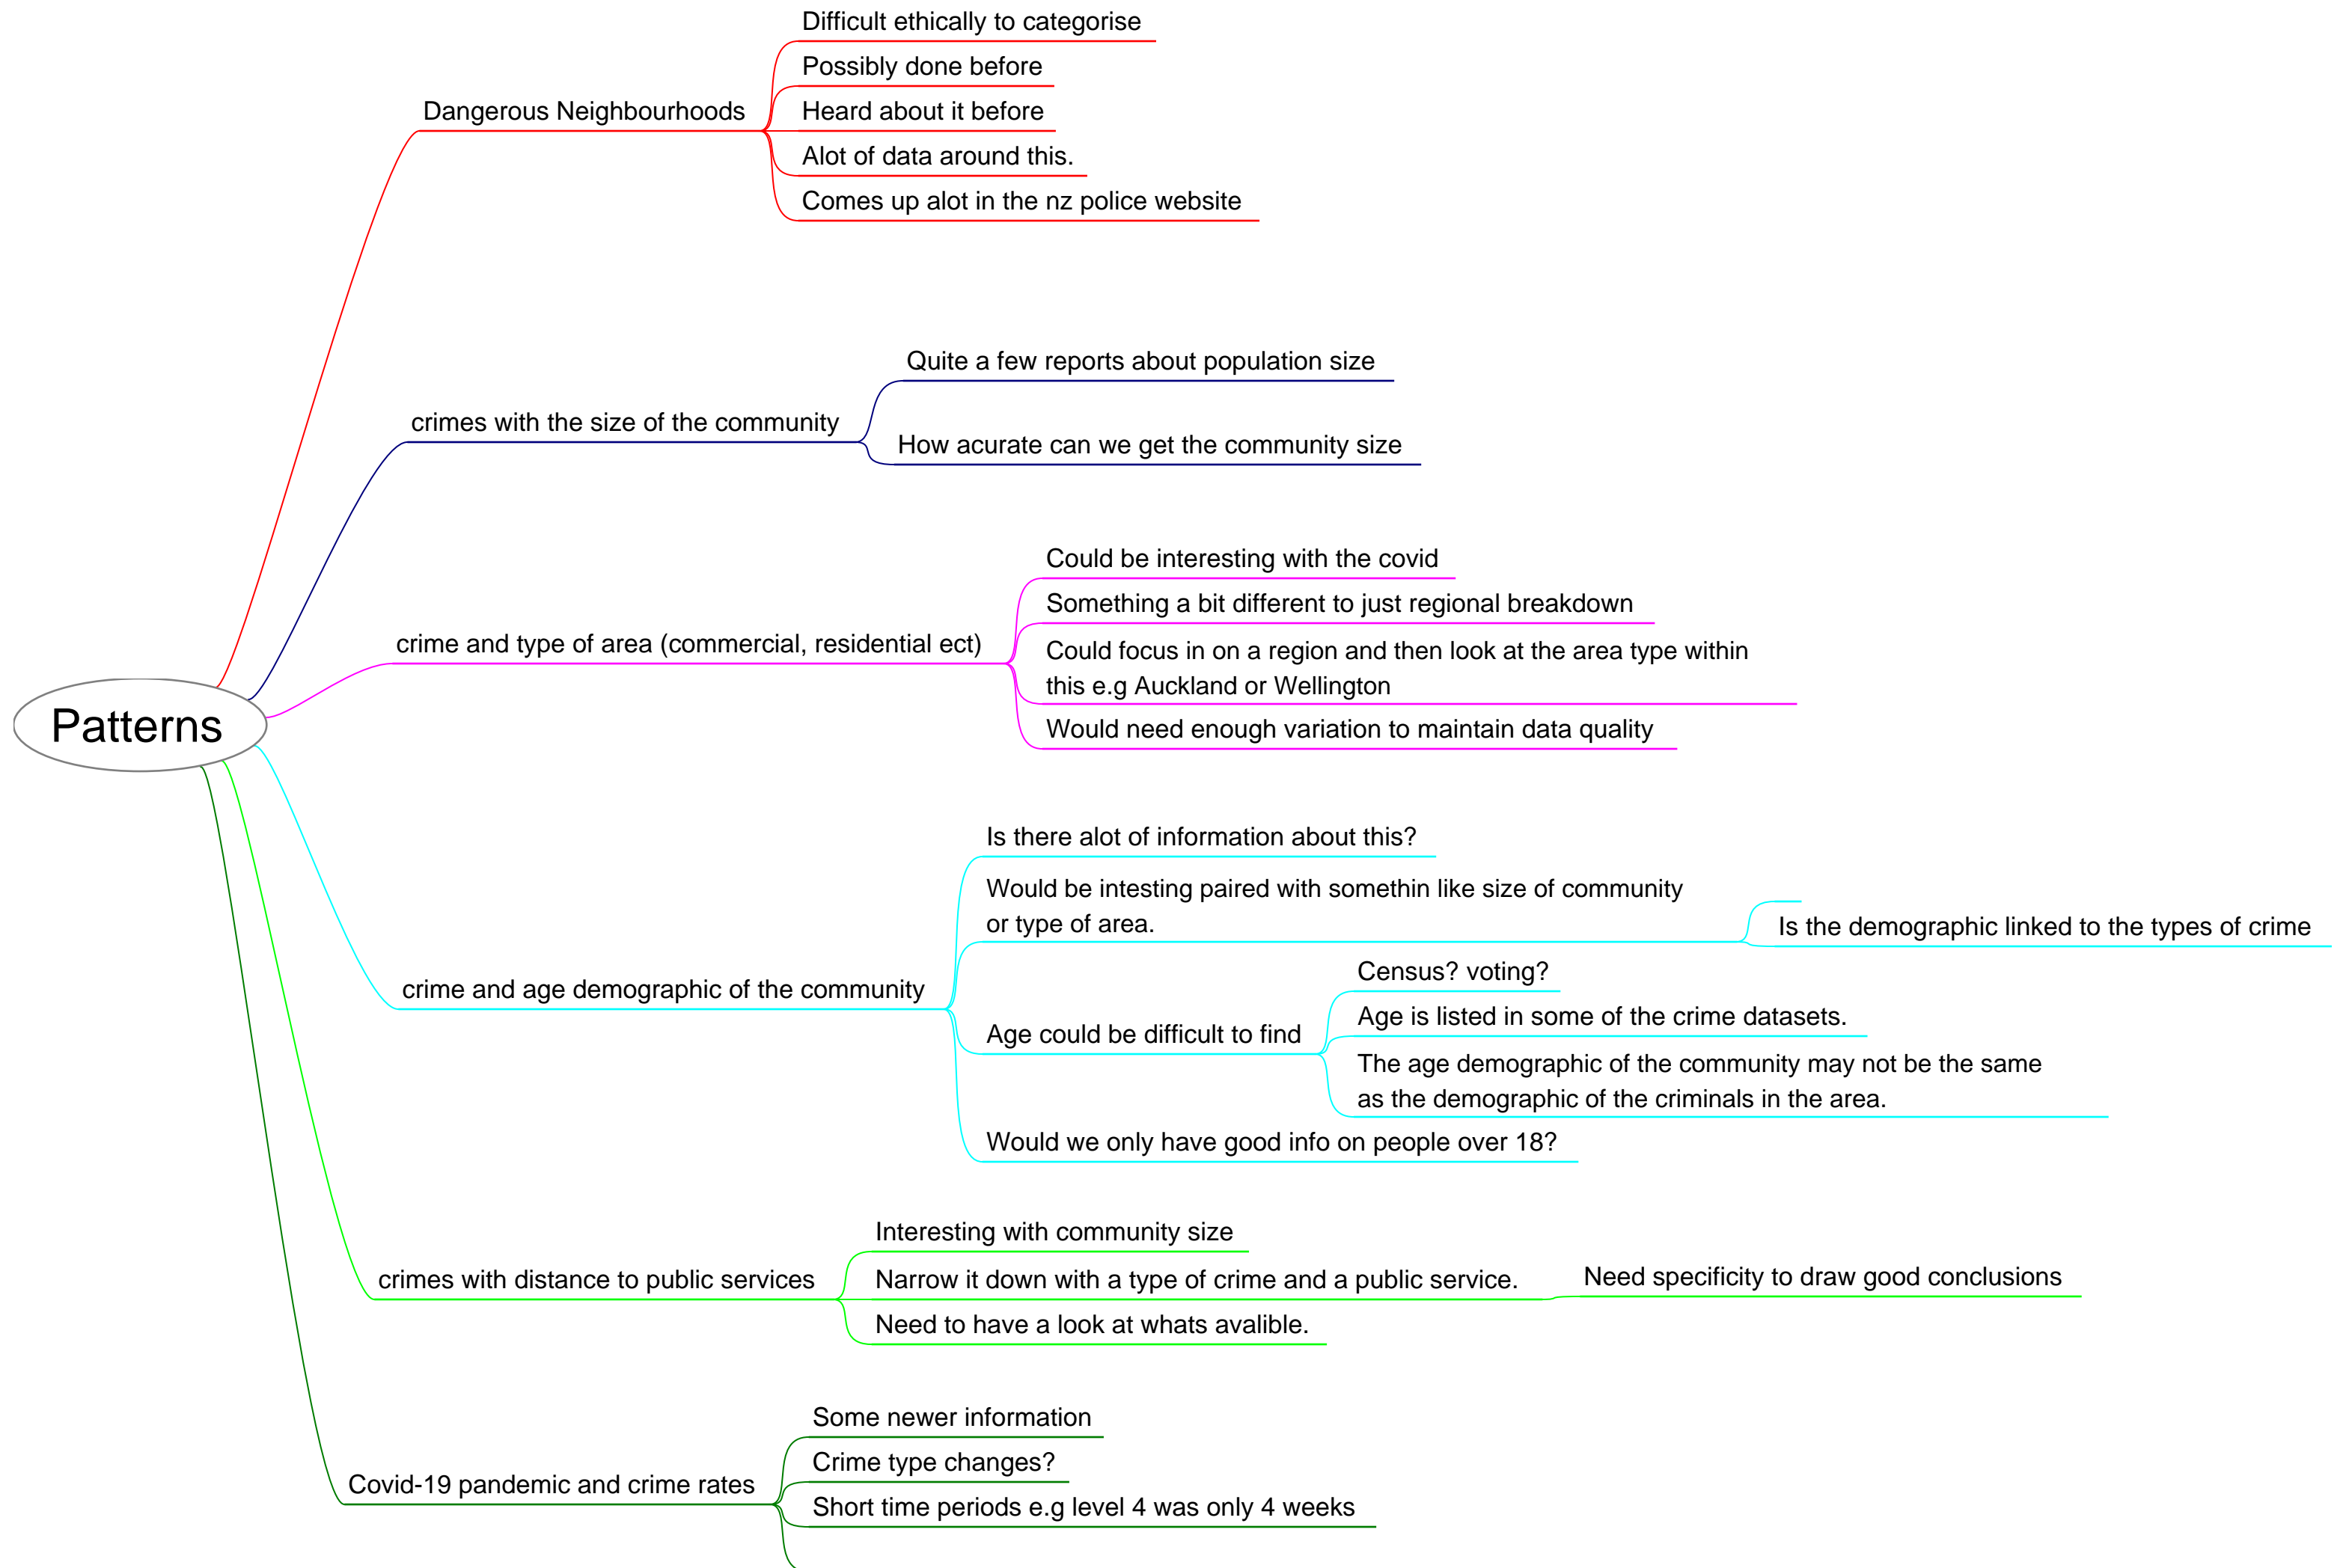 Patterns
Dangerous Neighbourhoods
Difficult ethically to categorise
Possibly done before
Heard about it before
Alot of data around this.
Comes up alot in the nz police website
crimes with the size of the community
Quite a few reports about population size
How acurate can we get the community size
crime and type of area (commercial, residential ect)
Could be interesting with the covid
Something a bit different to just regional breakdown
Could focus in on a region and then look at the area type within
this e.g Auckland or Wellington
Would need enough variation to maintain data quality
crime and age demographic of the community
Is there alot of information about this?
Would be intesting paired with somethin like size of community
or type of area.
Is the demographic linked to the types of crime
Age could be difficult to find
Census? voting?
Age is listed in some of the crime datasets.
The age demographic of the community may not be the same
as the demographic of the criminals in the area.
Would we only have good info on people over 18?
crimes with distance to public services
Interesting with community size
Narrow it down with a type of crime and a public service.
Need specificity to draw good conclusions
Need to have a look at whats avalible.
Covid-19 pandemic and crime rates
Some newer information
Crime type changes?
Short time periods e.g level 4 was only 4 weeks